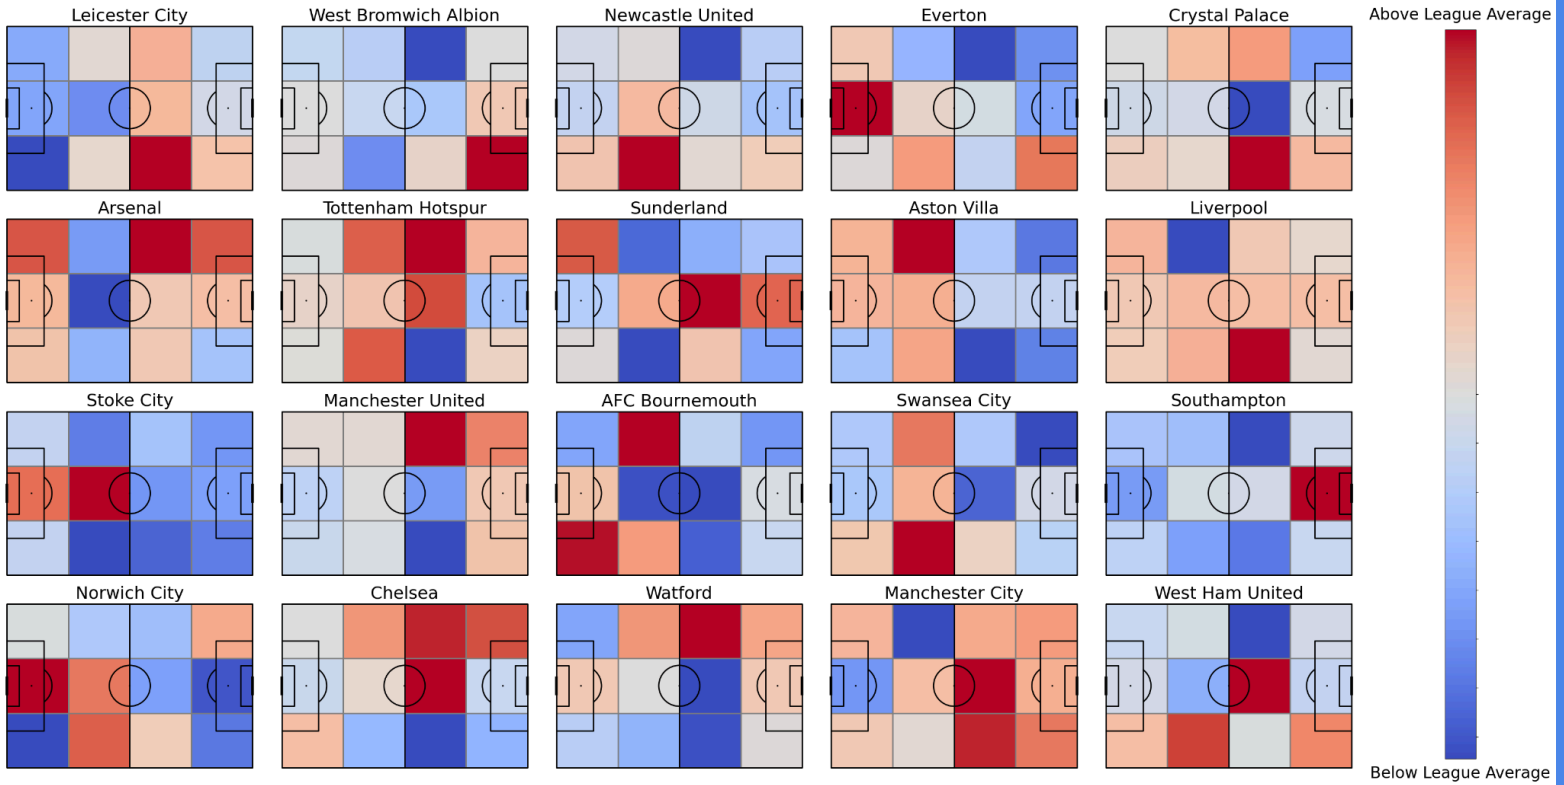 Leicester City
West Bromwich Albion
Newcastle United
Everton
Crystal Palace
Above League Average
Arsenal
Tottenham Hotspur
Sunderland
Aston Villa
Liverpool
Stoke City
Manchester United
AFC Bournemouth
Swansea City
Southampton
Norwich City
Chelsea
Watford
Manchester City
West Ham United
Below League Average